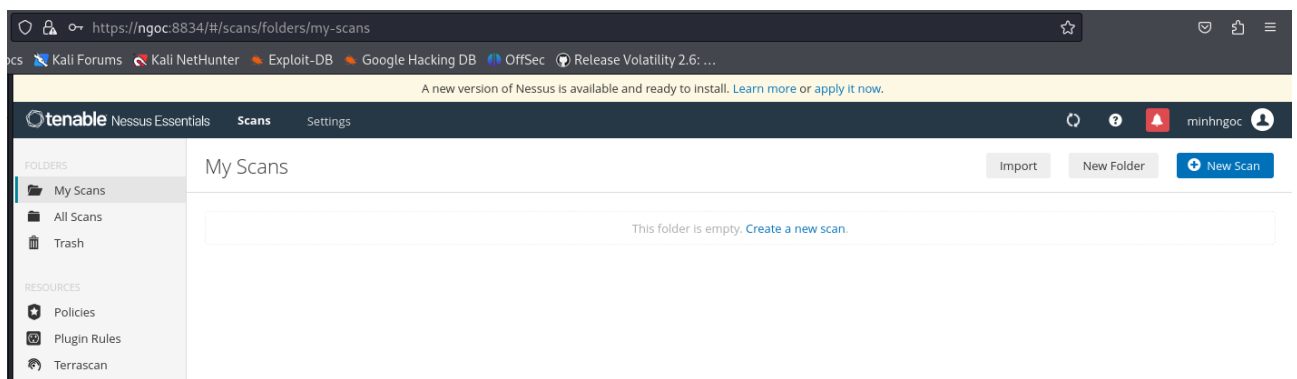 https://ngoc:8834/#/scans/folders/my-scans
ocs Kali Forums Kali NetHunter Exploit-DB Google Hacking DB OffSec Release Volatility 2.6: ...
A new version of Nessus is available and ready to install. Learn more or apply it now.
tenable Nessus Essentials Scans Settings minhngoc
FOLDERS
My Scans Import New Folder New Scan
My Scans
All Scans
This folder is empty. Create a new scan.
Trash
RESOURCES
Policies
Plugin Rules
Terrascan